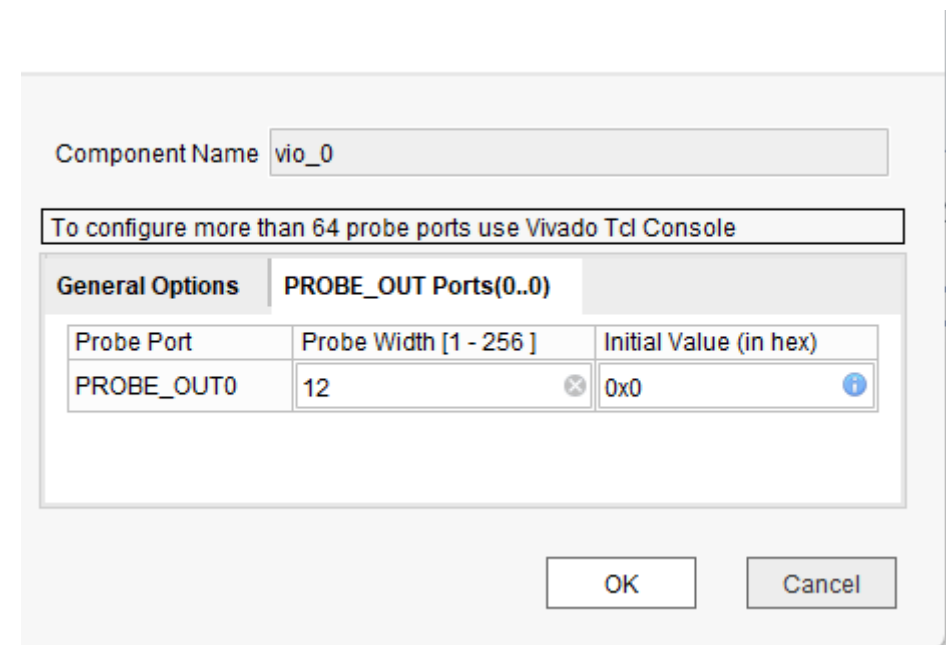 Component Name vio_0
To configure more than 64 probe ports use Vivado Tcl Console
General Options PROBE_OUT Ports(0..0)
Probe Port Probe Width [1 - 256 ] Initial Value (in hex)
PROBE_OUT0 12 0x0
OK Cancel